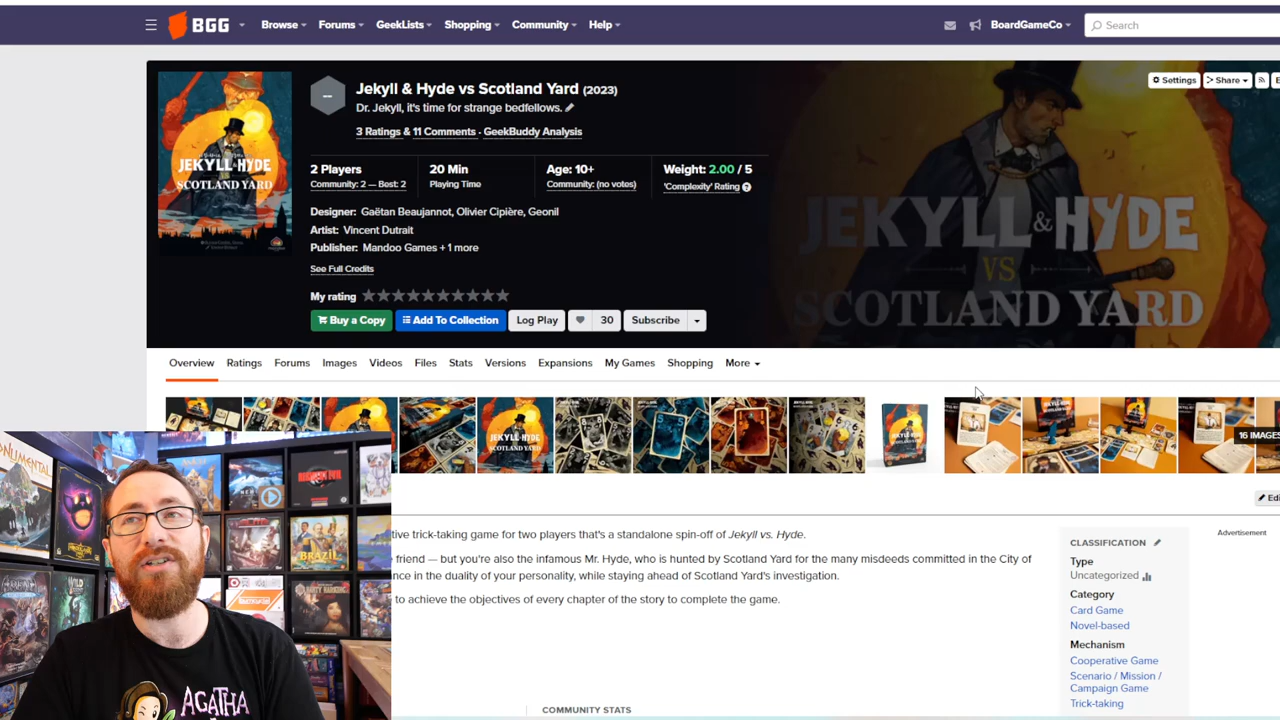 BGG
Browse
Forums
GeekLists
Shopping
Community
Help
BoardGameCo
Search
JEKYLL & HYDE
VS
SCOTLAND YARD
--
Jekyll & Hyde vs Scotland Yard (2023)
Dr. Jekyll, it's time for strange bedfellows.
3 Ratings & 11 Comments · GeekBuddy Analysis
Settings
Share
2 Players
Community: 2 — Best: 2
20 Min
Playing Time
Age: 10+
Community: (no votes)
Weight: 2.00 / 5
'Complexity' Rating
Designer: Gaëtan Beaujannot, Olivier Cipière, Geonil
Artist: Vincent Dutrait
Publisher: Mandoo Games + 1 more
See Full Credits
My rating
Buy a Copy
Add To Collection
Log Play
30
Subscribe
JEKYLL & HYDE
VS
SCOTLAND YARD
Overview
Ratings
Forums
Images
Videos
Files
Stats
Versions
Expansions
My Games
Shopping
More
16 IMAGES
Edi
tive trick-taking game for two players that's a standalone spin-off of Jekyll vs. Hyde.
friend — but you're also the infamous Mr. Hyde, who is hunted by Scotland Yard for the many misdeeds committed in the City of
nce in the duality of your personality, while staying ahead of Scotland Yard's investigation.
to achieve the objectives of every chapter of the story to complete the game.
COMMUNITY STATS
CLASSIFICATION
Type
Uncategorized
Category
Card Game
Novel-based
Mechanism
Cooperative Game
Scenario / Mission /
Campaign Game
Trick-taking
Advertisement
BRAZIL
AGATHA